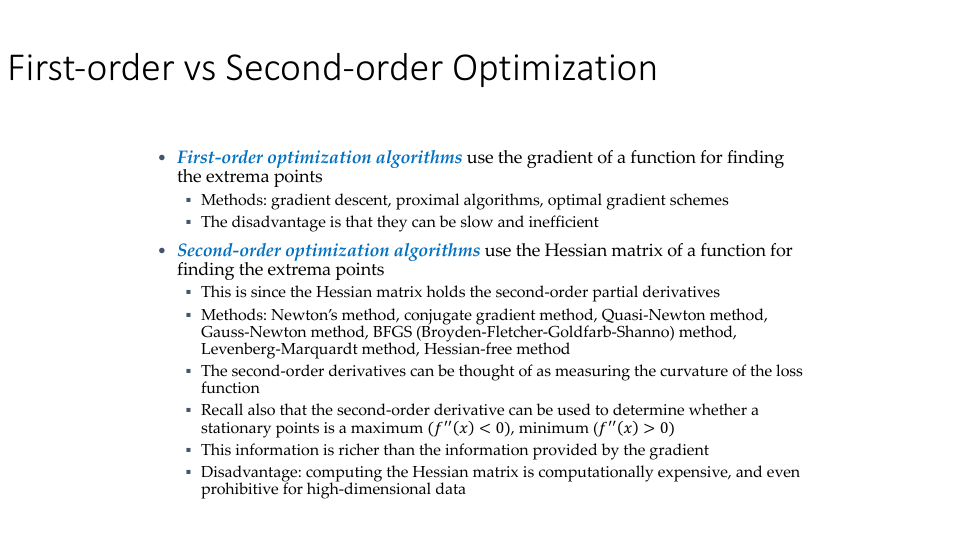 First-order vs Second-order Optimization
• First-order optimization algorithms use the gradient of a function for finding
the extrema points
▪ Methods: gradient descent, proximal algorithms, optimal gradient schemes
▪ The disadvantage is that they can be slow and inefficient
• Second-order optimization algorithms use the Hessian matrix of a function for
finding the extrema points
▪ This is since the Hessian matrix holds the second-order partial derivatives
▪ Methods: Newton’s method, conjugate gradient method, Quasi-Newton method,
Gauss-Newton method, BFGS (Broyden-Fletcher-Goldfarb-Shanno) method,
Levenberg-Marquardt method, Hessian-free method
▪ The second-order derivatives can be thought of as measuring the curvature of the loss
function
▪ Recall also that the second-order derivative can be used to determine whether a
stationary points is a maximum (𝑓′′(𝑥) < 0), minimum (𝑓′′(𝑥) > 0)
▪ This information is richer than the information provided by the gradient
▪ Disadvantage: computing the Hessian matrix is computationally expensive, and even
prohibitive for high-dimensional data